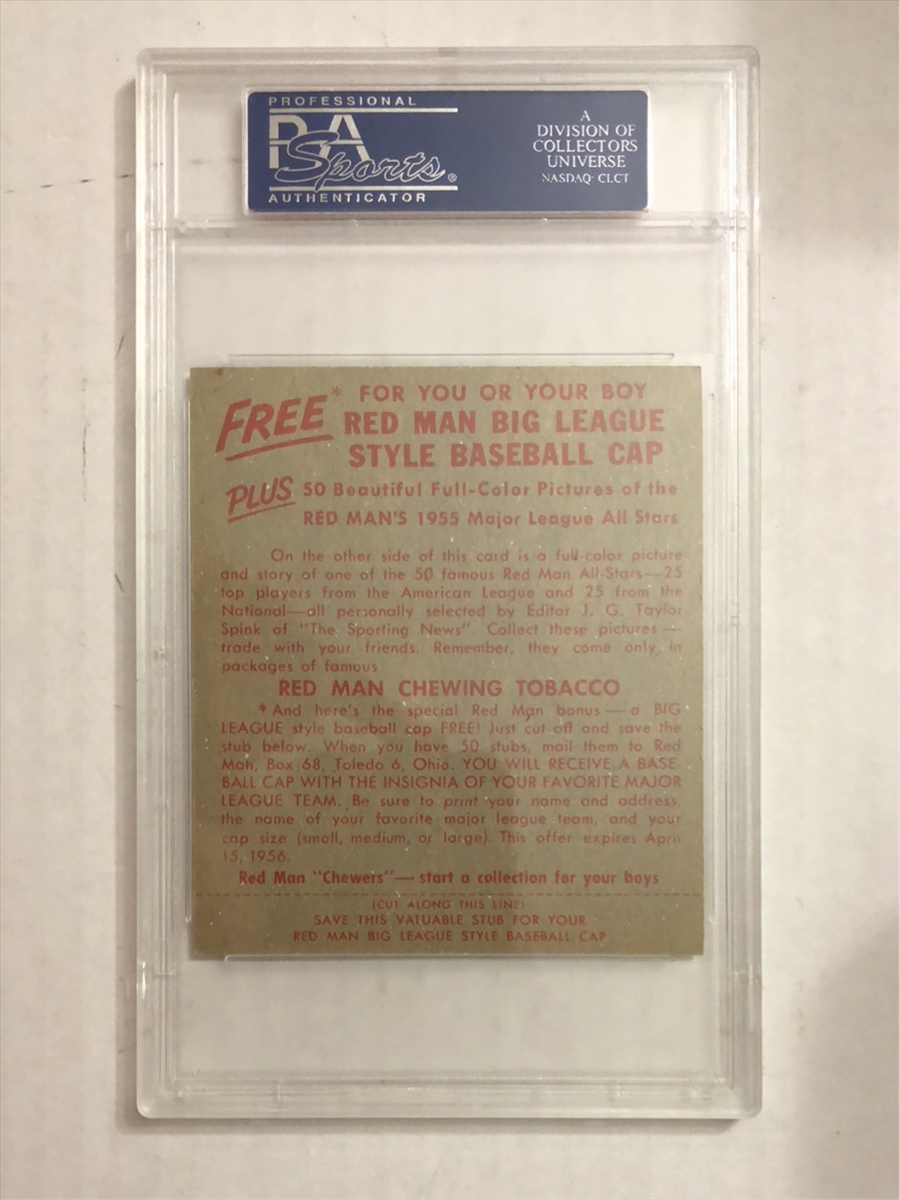 PROFESSIONAL
PSA
Sports®
AUTHENTICATOR
A
DIVISION OF
COLLECTORS
UNIVERSE
NASDAQ: CLCT
FREE* FOR YOU OR YOUR BOY
RED MAN BIG LEAGUE
STYLE BASEBALL CAP
PLUS 50 Beautiful Full-Color Pictures of the
RED MAN'S 1955 Major League All Stars
On the other side of this card is a full-color picture
and story of one of the 50 famous Red Man All-Stars—25
top players from the American League and 25 from the
National—all personally selected by Editor J. G. Taylor
Spink of "The Sporting News". Collect these pictures—
trade with your friends. Remember, they come only in
packages of famous
RED MAN CHEWING TOBACCO
*And here's the special Red Man bonus—a BIG
LEAGUE style baseball cap FREE! Just cut off and save the
stub below. When you have 50 stubs, mail them to Red
Man, Box 68, Toledo 6, Ohio. YOU WILL RECEIVE A BASE-
BALL CAP WITH THE INSIGNIA OF YOUR FAVORITE MAJOR
LEAGUE TEAM. Be sure to print your name and address,
the name of your favorite major league team, and your
cap size (small, medium, or large). This offer expires April
15, 1956.
Red Man "Chewers"—start a collection for your boys
(CUT ALONG THIS LINE)
SAVE THIS VALUABLE STUB FOR YOUR
RED MAN BIG LEAGUE STYLE BASEBALL CAP